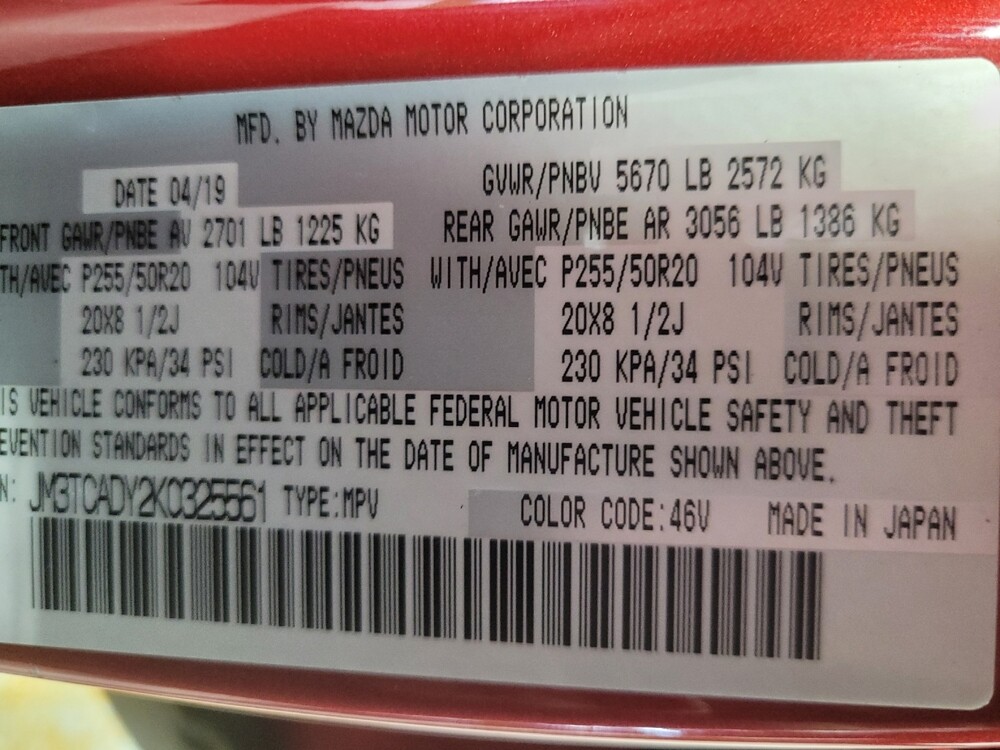 MFD. BY MAZDA MOTOR CORPORATION
DATE 04/19 GVWR/PNBV 5670 LB 2572 KG
FRONT GAWR/PNBE AV 2701 LB 1225 KG REAR GAWR/PNBE AR 3056 LB 1386 KG
TH/AVEC P255/50R20 104V TIRES/PNEUS WITH/AVEC P255/50R20 104V TIRES/PNEUS
20X8 1/2J RIMS/JANTES 20X8 1/2J RIMS/JANTES
230 KPA/34 PSI COLD/A FROID 230 KPA/34 PSI COLD/A FROID
IS VEHICLE CONFORMS TO ALL APPLICABLE FEDERAL MOTOR VEHICLE SAFETY AND THEFT
EVENTION STANDARDS IN EFFECT ON THE DATE OF MANUFACTURE SHOWN ABOVE.
N: JM3TCADY2K0325561 TYPE:MPV COLOR CODE:46V MADE IN JAPAN